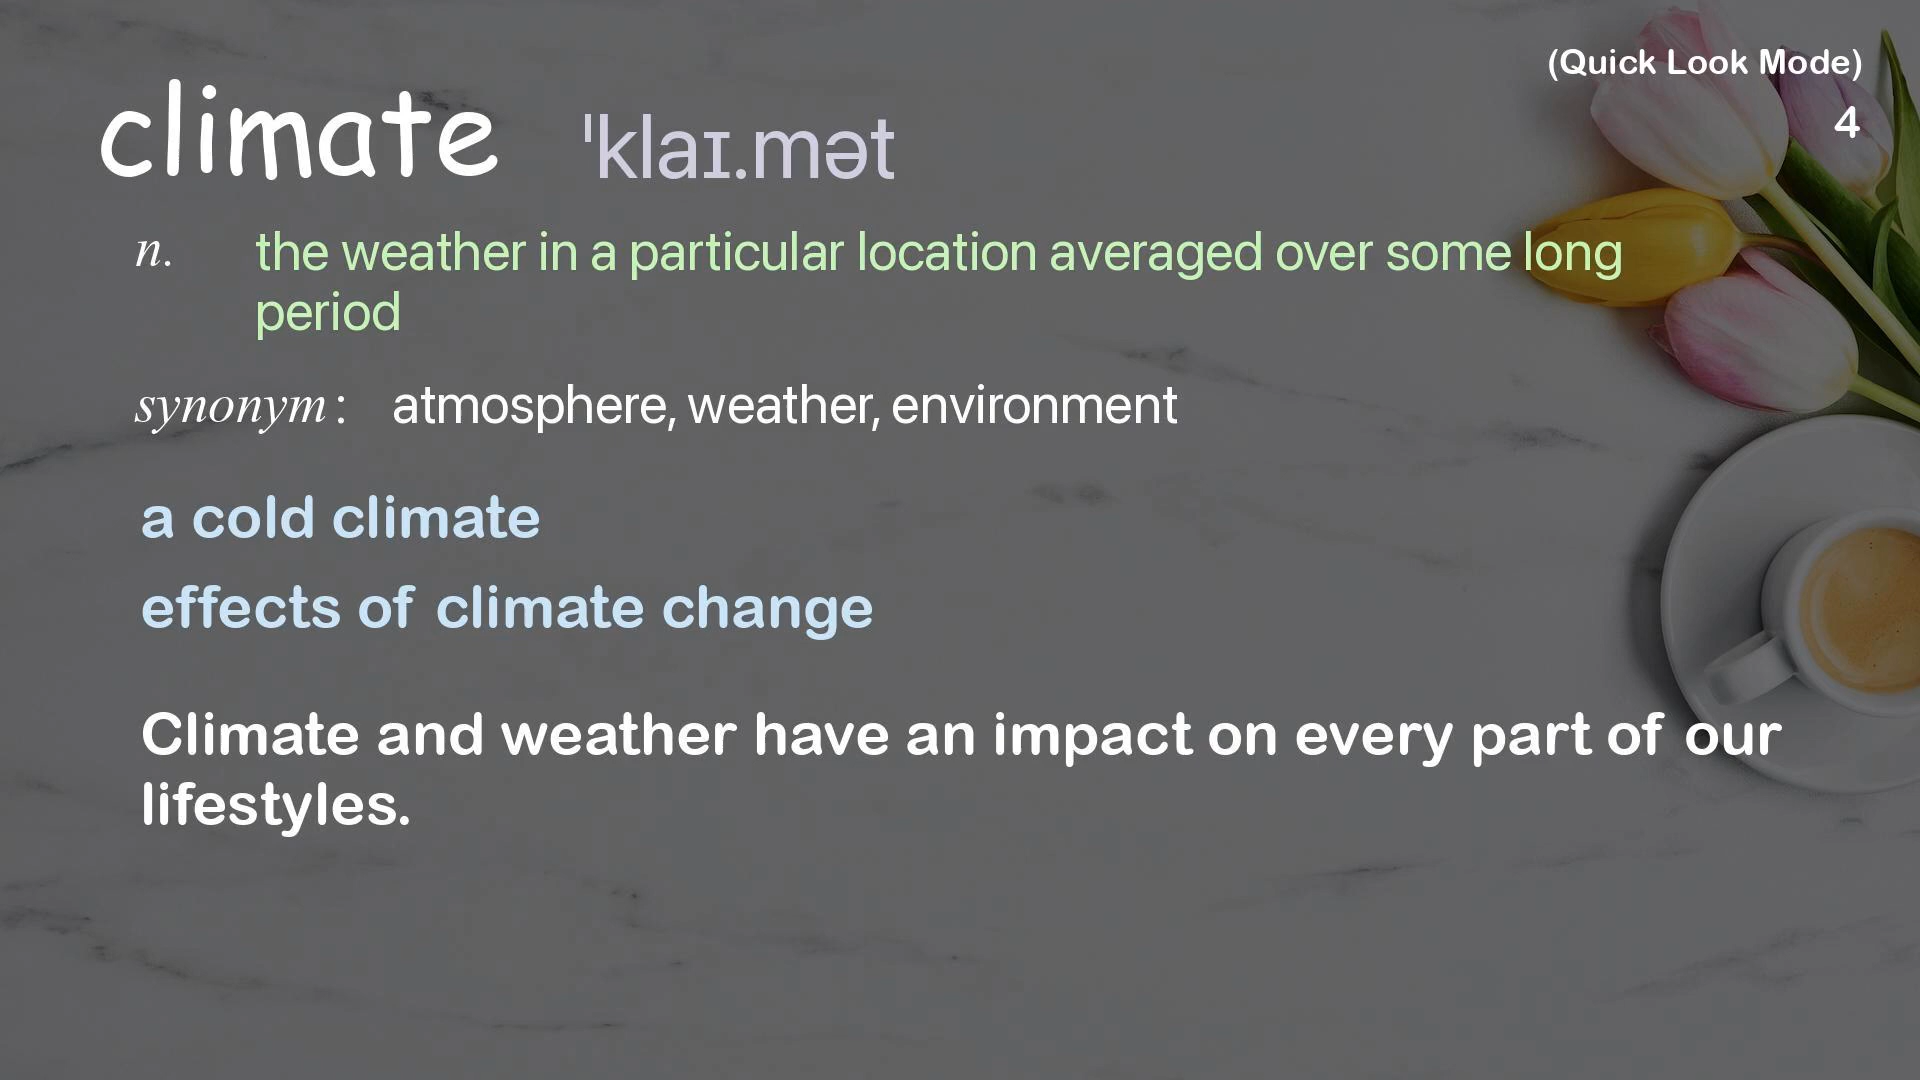 (Quick Look Mode)
4
climate ˈklaɪ.mət
n. the weather in a particular location averaged over some long
period
synonym: atmosphere, weather, environment
a cold climate
effects of climate change
Climate and weather have an impact on every part of our
lifestyles.